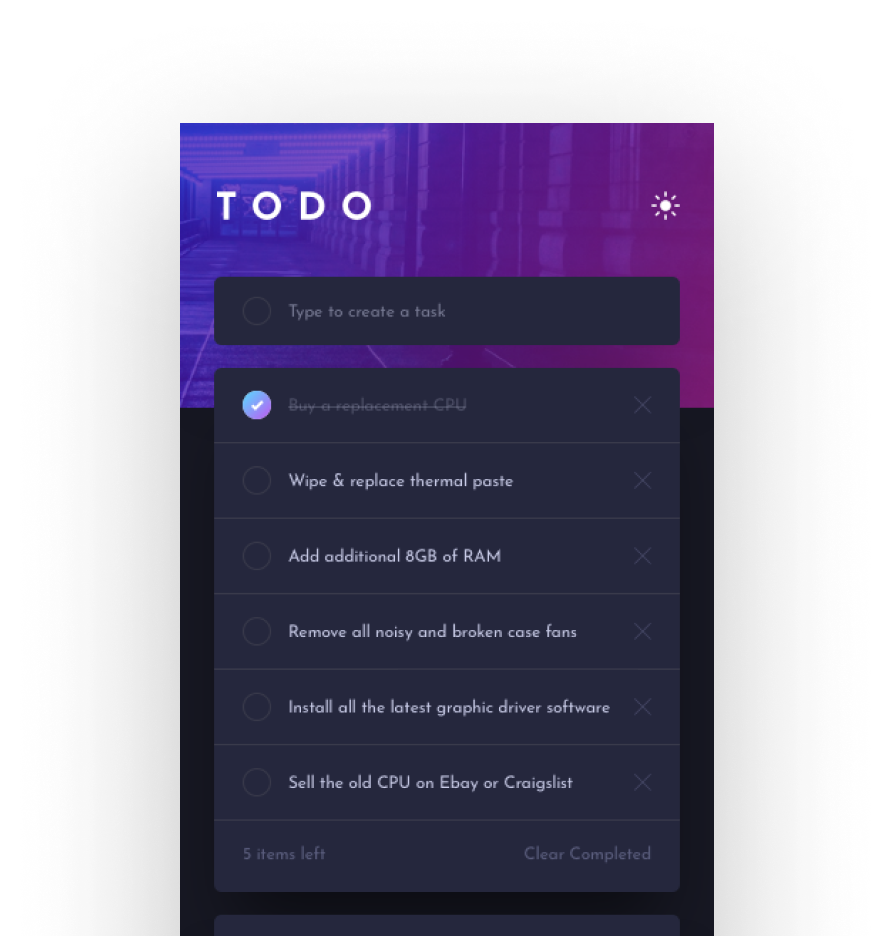 TODO
Type to create a task
Buy a replacement CPU
Wipe & replace thermal paste
Add additional 8GB of RAM
Remove all noisy and broken case fans
Install all the latest graphic driver software
Sell the old CPU on Ebay or Craigslist
5 items left Clear Completed